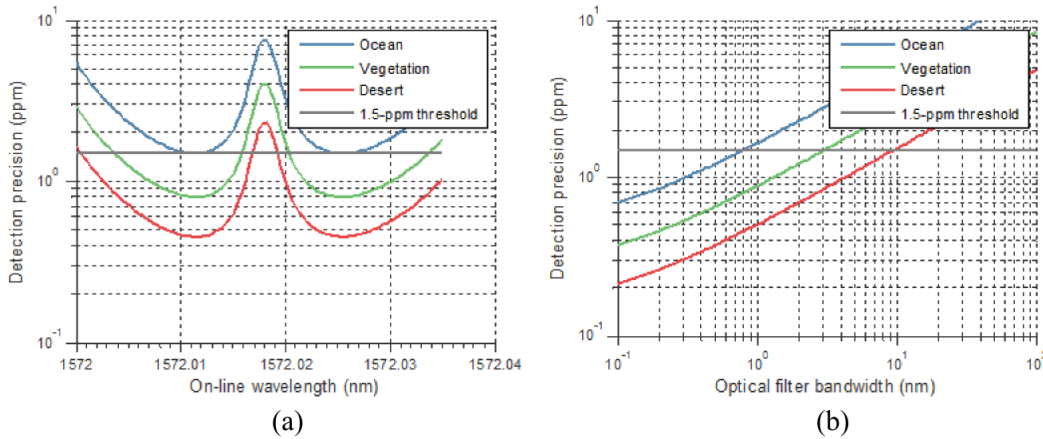 Detection precision (ppm)
10¹
10⁰
10⁻¹
Ocean
Vegetation
Desert
1.5-ppm threshold
1572
1572.01
1572.02
1572.03
1572.04
On-line wavelength (nm)
(a)
Detection precision (ppm)
10¹
10⁰
10⁻¹
Ocean
Vegetation
Desert
1.5-ppm threshold
10⁻¹
10⁰
10¹
10²
Optical filter bandwidth (nm)
(b)